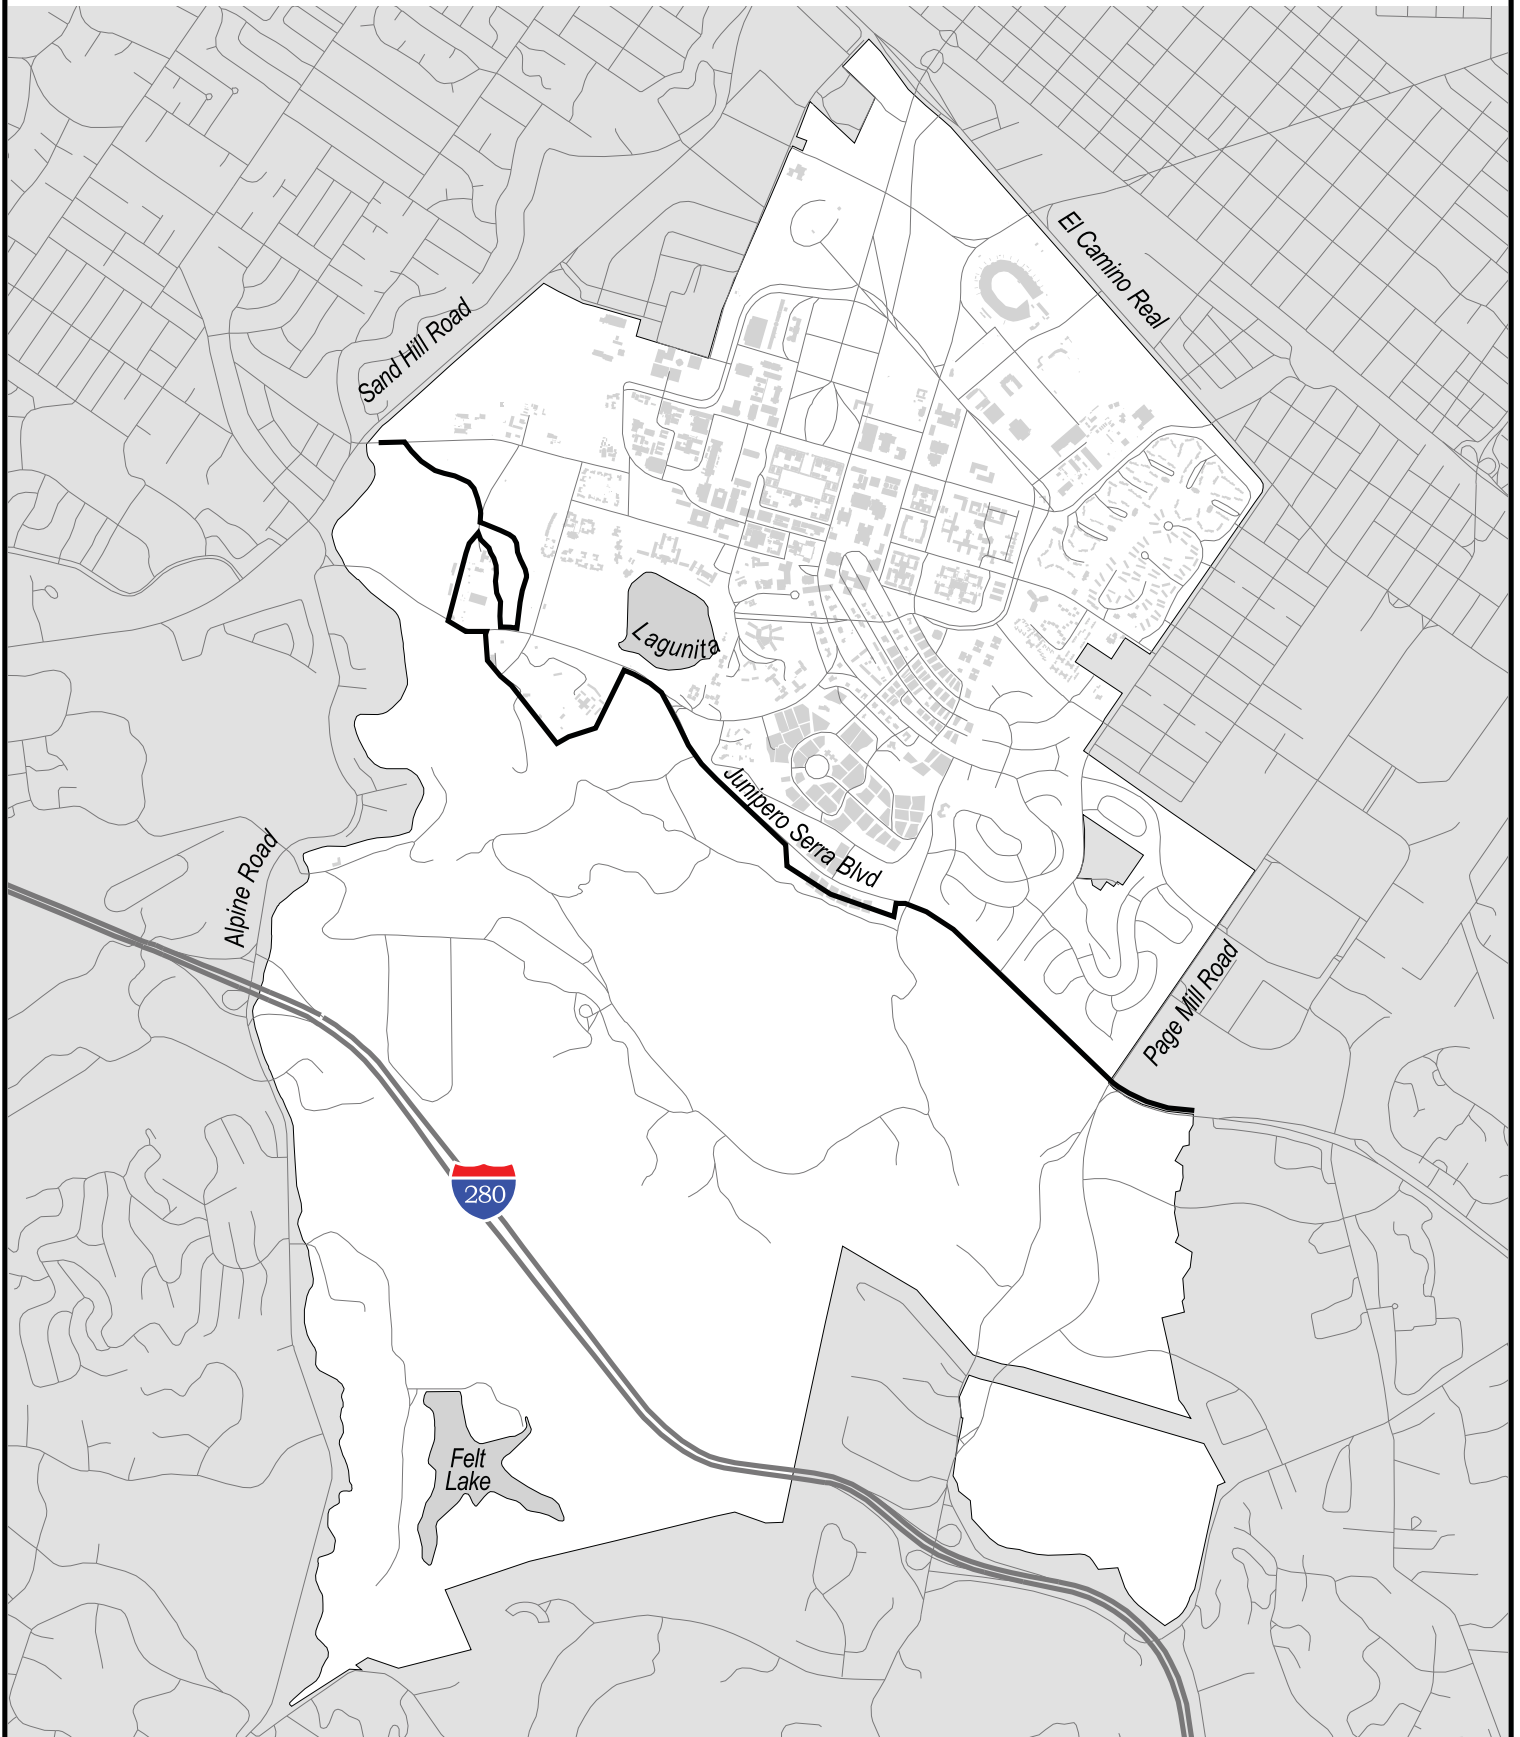 El Camino Real
Sand Hill Road
Lagunita
Junipero Serra Blvd
Alpine Road
Page Mill Road
280
Felt
Lake